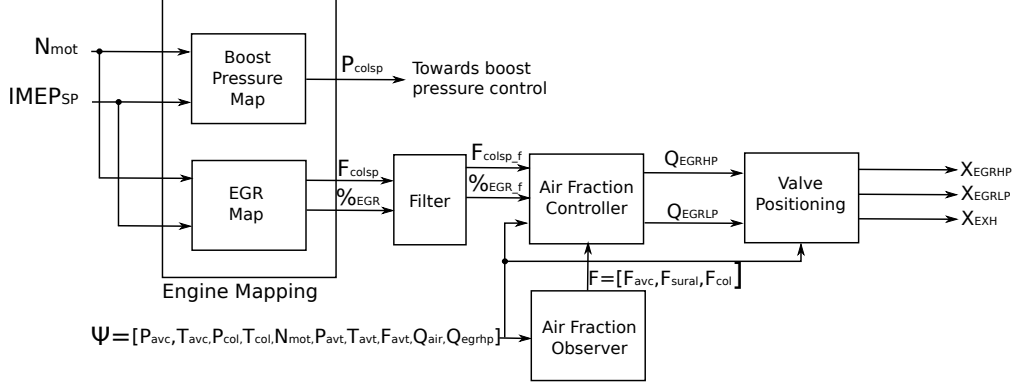 Nmot
IMEPSP
Boost
Pressure
Map
Pcolsp
Towards boost
pressure control
EGR
Map
Fcolsp
%EGR
Engine Mapping
Filter
Fcolsp_f
%EGR_f
Air Fraction
Controller
QEGRHP
QEGRLP
Valve
Positioning
XEGRHP
XEGRLP
XEXH
F=[Favc,Fsural,Fcol]
Ψ=[Pavc,Tavc,Pcol,Tcol,Nmot,Pavt,Tavt,Favt,Qair,Qegrhp]
Air Fraction
Observer